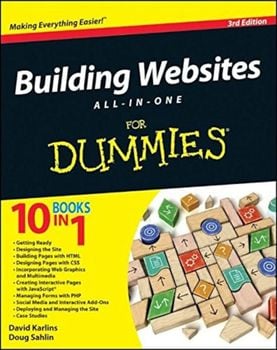 Making Everything Easier!™
3rd Edition
Building Websites
ALL-IN-ONE
FOR
DUMMIES®
10 BOOKS IN 1
• Getting Ready
• Designing the Site
• Building Pages with HTML
• Designing Pages with CSS
• Incorporating Web Graphics and
Multimedia
• Creating Interactive Pages
with JavaScript®
• Managing Forms with PHP
• Social Media and Interactive Add-Ons
• Deploying and Managing the Site
• Case Studies
David Karlins
Doug Sahlin